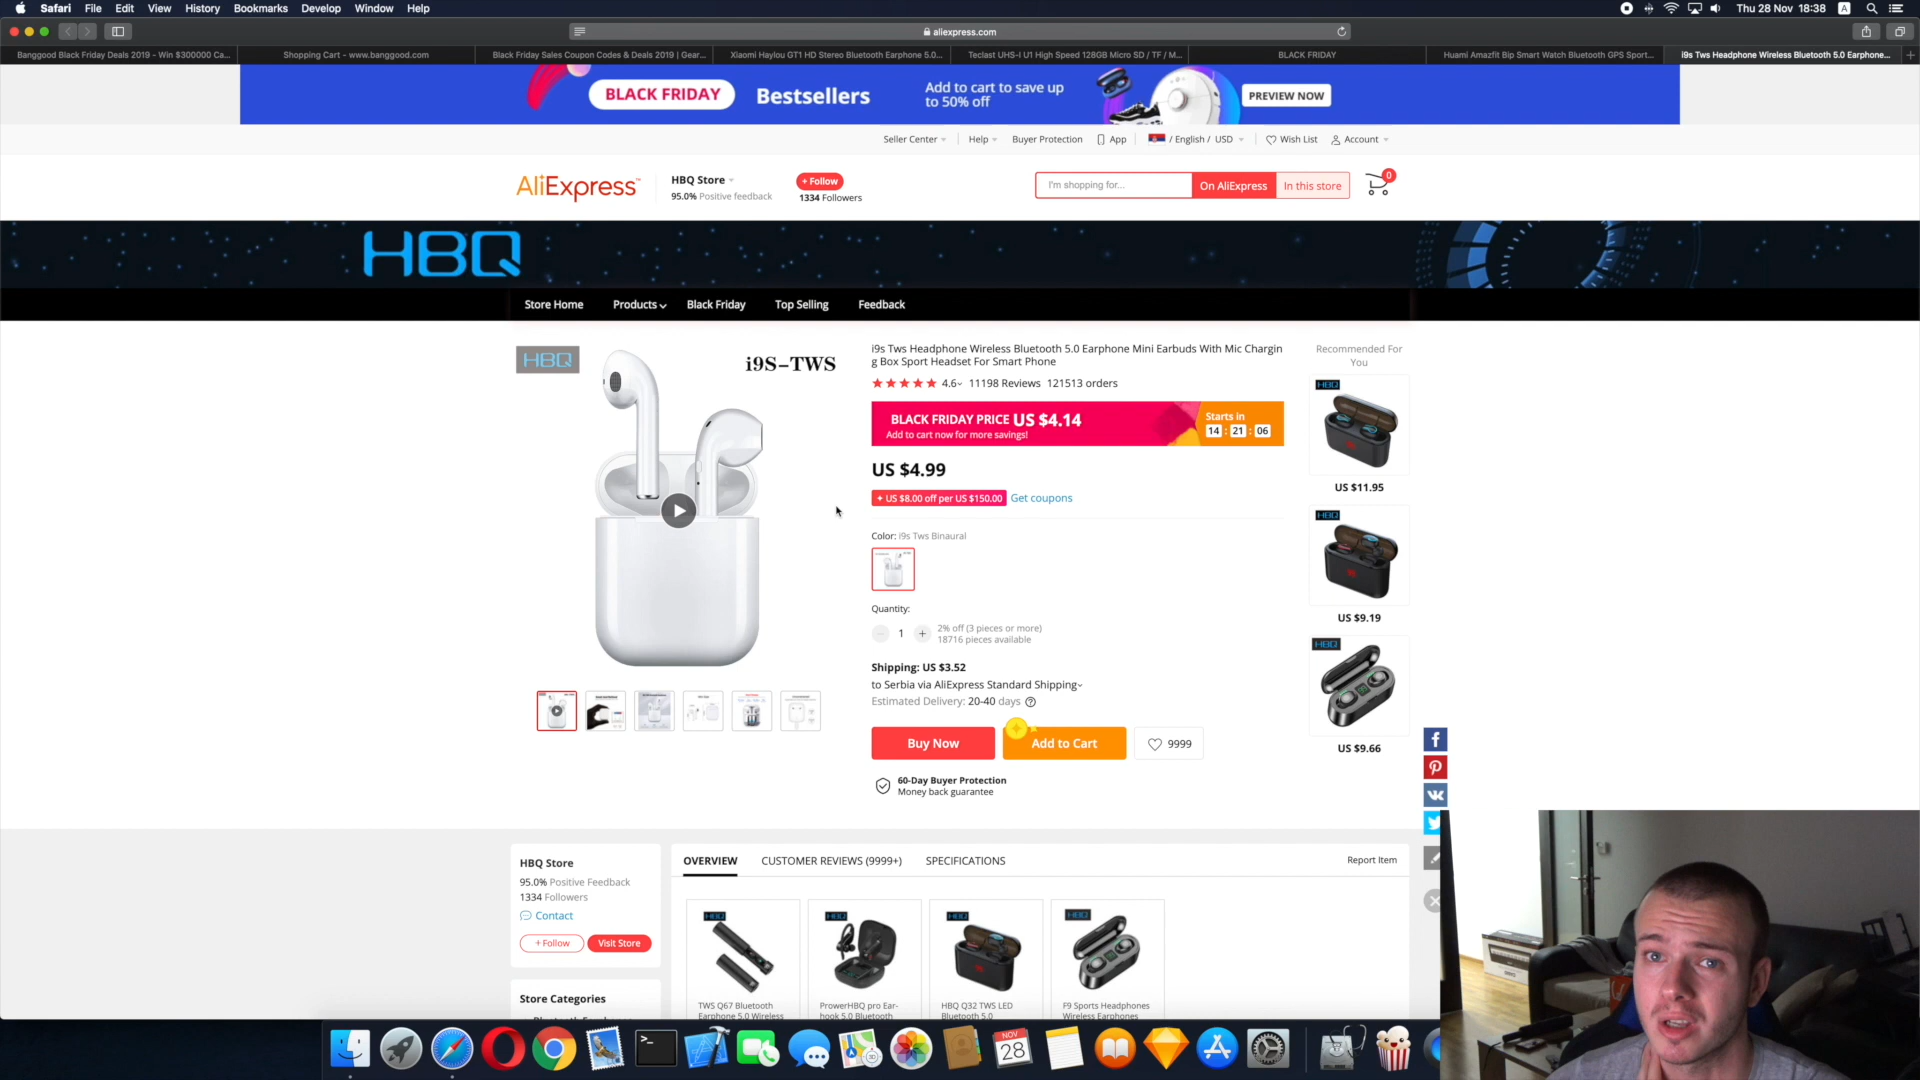 Safari File Edit View History Bookmarks Develop Window Help
Thu 28 Nov 18:38 A
aliexpress.com
Banggood Black Friday Deals 2019 – Win $300000 Ca...
Shopping Cart - www.banggood.com
Black Friday Sales Coupon Codes & Deals 2019 | Gear...
Xiaomi Haylou GT1 HD Stereo Bluetooth Earphone 5.0...
Teclast UHS-I U1 High Speed 128GB Micro SD / TF / M...
BLACK FRIDAY
Huami Amazfit Bip Smart Watch Bluetooth GPS Sport...
i9s Tws Headphone Wireless Bluetooth 5.0 Earphone...
BLACK FRIDAY
Bestsellers
Add to cart to save up
to 50% off
PREVIEW NOW
Seller Center Help Buyer Protection App / English / USD Wish List Account
AliExpress™
HBQ Store
95.0% Positive feedback
+ Follow
1334 Followers
I'm shopping for...
On AliExpress
In this store
0
HBQ
Store Home Products Black Friday Top Selling Feedback
HBQ
i9S-TWS
i9s Tws Headphone Wireless Bluetooth 5.0 Earphone Mini Earbuds With Mic Chargin
g Box Sport Headset For Smart Phone
4.6 11198 Reviews 121513 orders
BLACK FRIDAY PRICE US $4.14
Add to cart now for more savings!
Starts in
14 : 21 : 06
US $4.99
+ US $8.00 off per US $150.00 Get coupons
Color: i9s Tws Binaural
Quantity:
1
2% off (3 pieces or more)
18716 pieces available
Shipping: US $3.52
to Serbia via AliExpress Standard Shipping
Estimated Delivery: 20-40 days
Buy Now
Add to Cart
9999
60-Day Buyer Protection
Money back guarantee
Recommended For
You
HBQ
US $11.95
HBQ
US $9.19
HBQ
US $9.66
HBQ Store
95.0% Positive Feedback
1334 Followers
Contact
+ Follow
Visit Store
Store Categories
OVERVIEW CUSTOMER REVIEWS (9999+) SPECIFICATIONS
Report Item
HBQ
TWS Q67 Bluetooth
Earphone 5.0 Wireless
HBQ
ProwerHBQ pro Ear-
hook 5.0 Bluetooth
HBQ
HBQ Q32 TWS LED
Bluetooth 5.0
HBQ
F9 Sports Headphones
Wireless Earphones
NOV
28